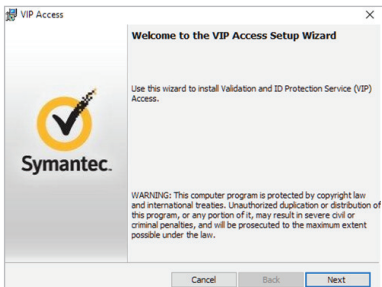 VIP Access
Welcome to the VIP Access Setup Wizard
Use this wizard to install Validation and ID Protection Service (VIP)
Access.
Symantec.
WARNING: This computer program is protected by copyright law
and international treaties. Unauthorized duplication or distribution of
this program, or any portion of it, may result in severe civil or
criminal penalties, and will be prosecuted to the maximum extent
possible under the law.
Cancel
Back
Next